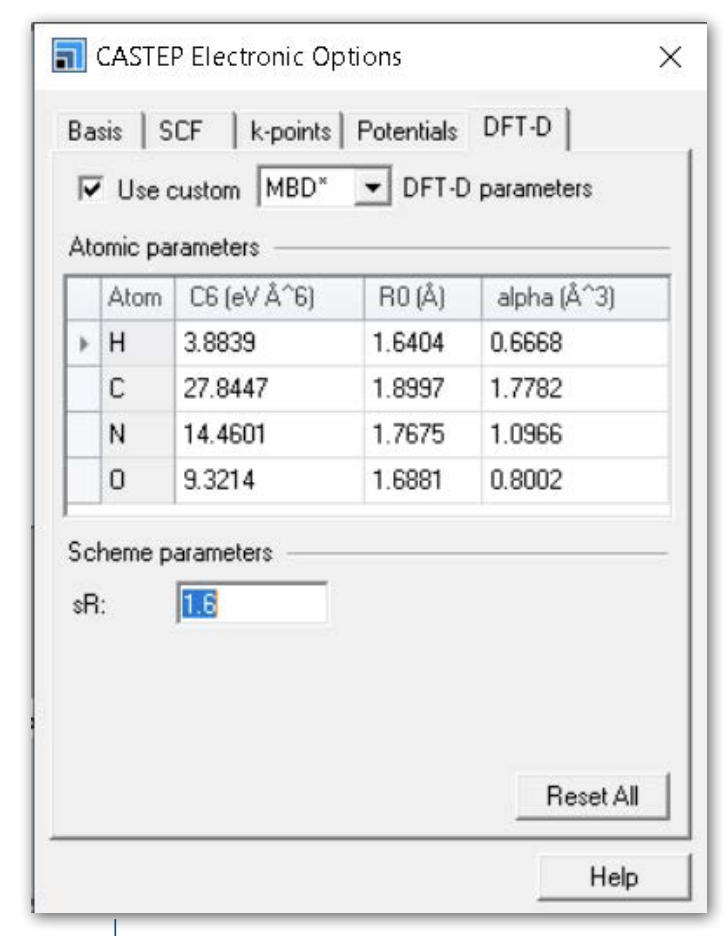 CASTEP Electronic Options
Basis SCF k-points Potentials DFT-D
Use custom MBD* DFT-D parameters
Atomic parameters
Atom C6 (eV Å^6) R0 (Å) alpha (Å^3)
H 3.8839 1.6404 0.6668
C 27.8447 1.8997 1.7782
N 14.4601 1.7675 1.0966
O 9.3214 1.6881 0.8002
Scheme parameters
sR: 1.6
Reset All
Help